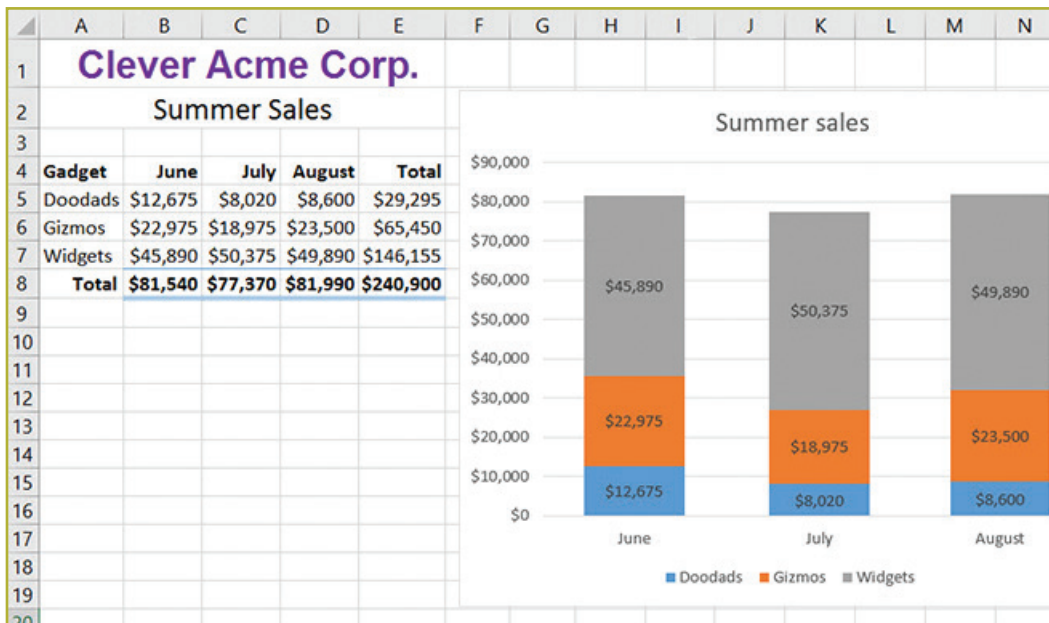 A B C D E F G H I J K L M N
1 Clever Acme Corp.
2 Summer Sales
3
4 Gadget June July August Total
5 Doodads $12,675 $8,020 $8,600 $29,295
6 Gizmos $22,975 $18,975 $23,500 $65,450
7 Widgets $45,890 $50,375 $49,890 $146,155
8 Total $81,540 $77,370 $81,990 $240,900
9
10
11
12
13
14
15
16
17
18
19
20
Summer sales
$90,000
$80,000
$70,000
$60,000
$50,000
$40,000
$30,000
$20,000
$10,000
$0
$45,890 $50,375 $49,890
$22,975 $18,975 $23,500
$12,675 $8,020 $8,600
June July August
Doodads Gizmos Widgets